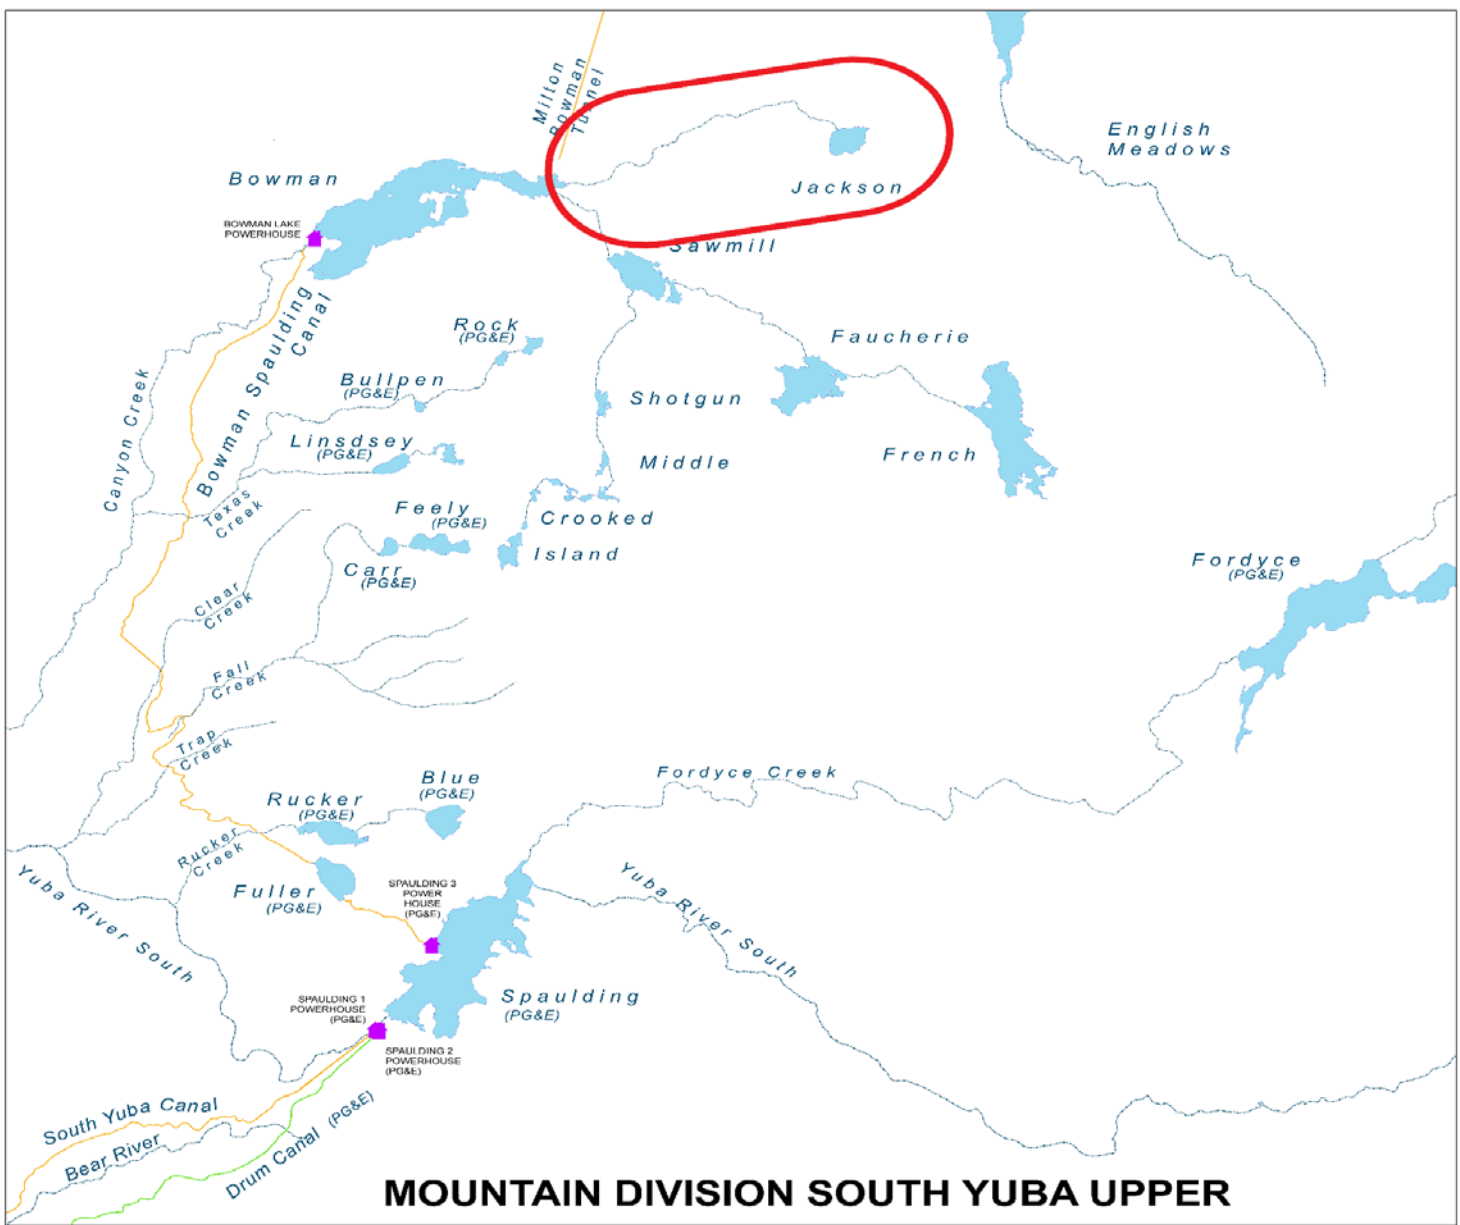 Milton
Bowman
Tunnel
English
Meadows
Bowman
Jackson
BOWMAN LAKE
POWERHOUSE
Sawmill
Bowman Spaulding
Canal
Rock
(PG&E)
Faucherie
Canyon Creek
Bullpen
(PG&E)
Shotgun
Linsdsey
(PG&E)
Middle
French
Texas
Creek
Feely
(PG&E)
Crooked
Island
Carr
(PG&E)
Fordyce
(PG&E)
Clear
Creek
Fall
Creek
Trap
Creek
Blue
(PG&E)
Fordyce Creek
Rucker
(PG&E)
Rucker
Creek
Yuba River South
Fuller
(PG&E)
SPAULDING 3
POWER
HOUSE
(PG&E)
Yuba River South
SPAULDING 1
POWERHOUSE
(PG&E)
Spaulding
(PG&E)
SPAULDING 2
POWERHOUSE
(PG&E)
South Yuba Canal
Bear River
Drum Canal (PG&E)
MOUNTAIN DIVISION SOUTH YUBA UPPER